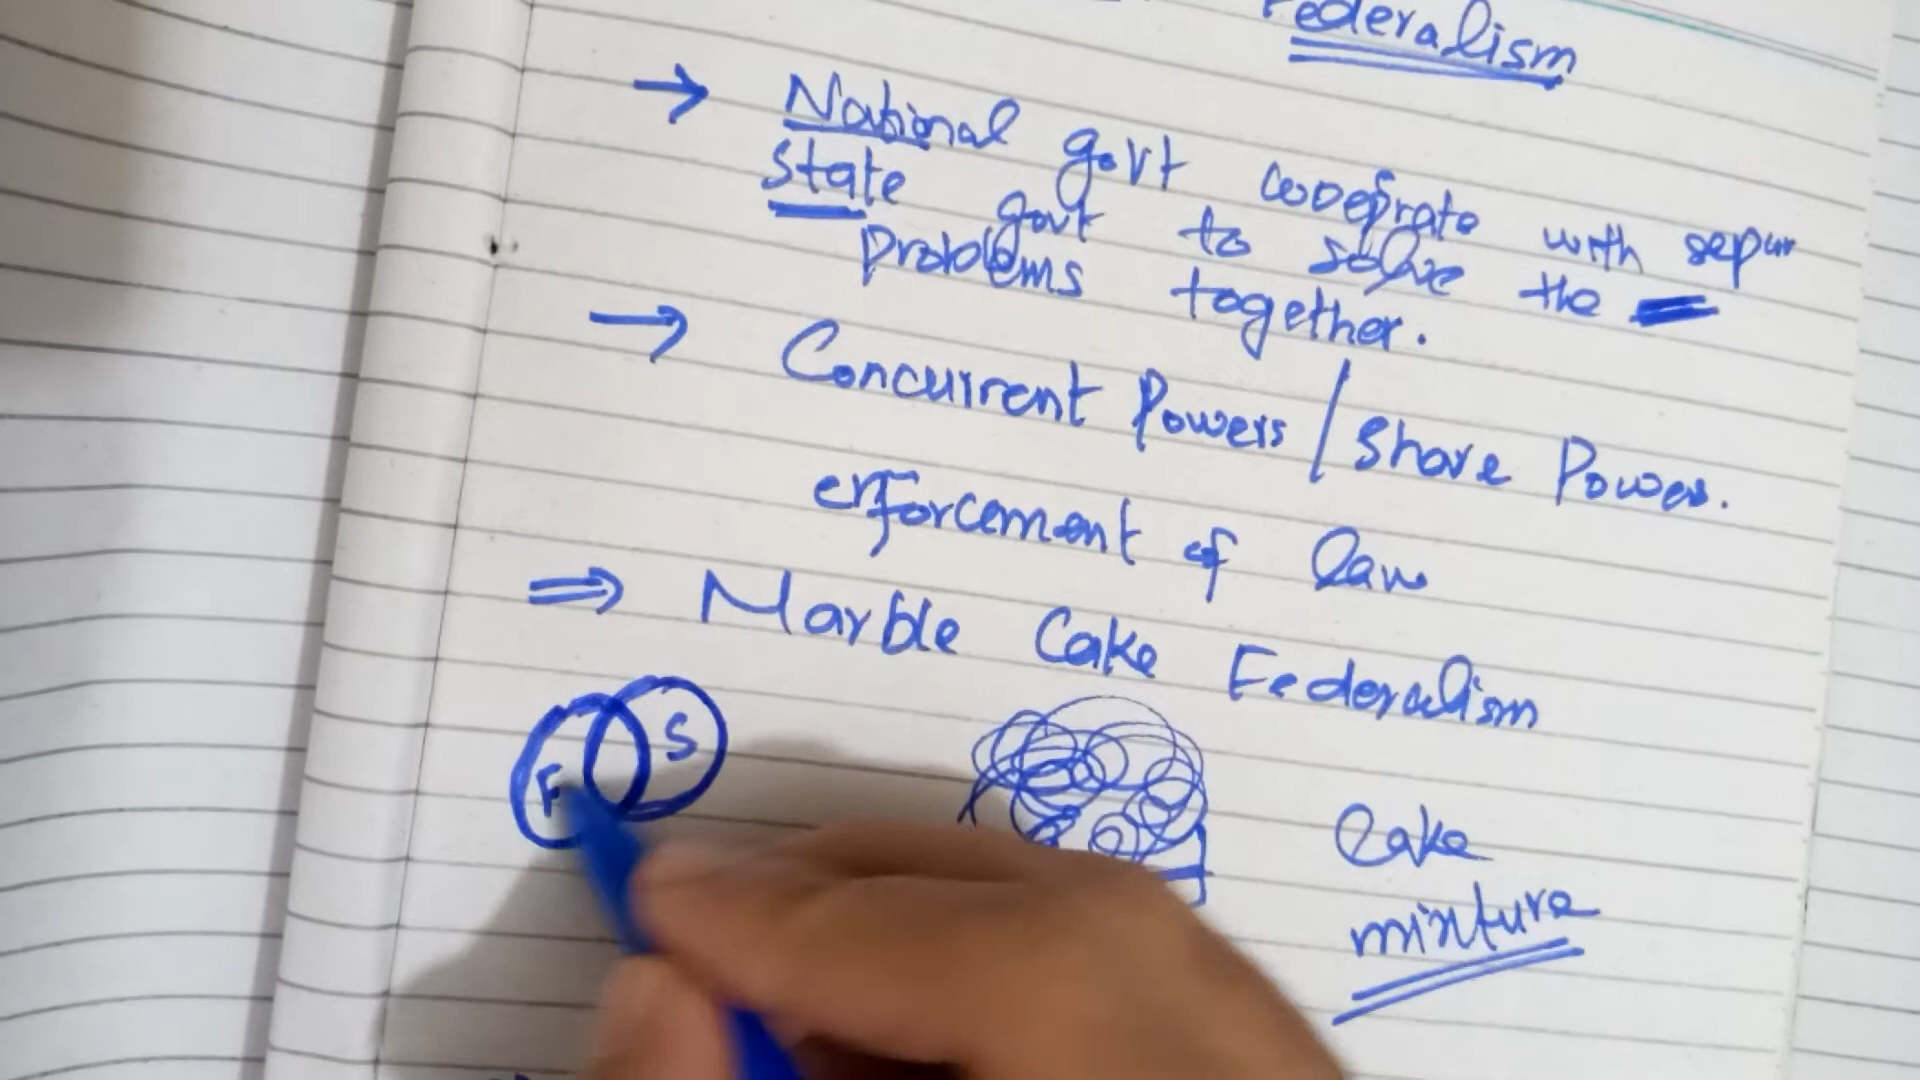 Federalism
→ National govt cooperate with separ
state govt to solve the
problems together.
→ Concurrent Powers / Share Powers.
enforcement of law
⇒ Marble Cake Federalism
F S
Cake
mixture